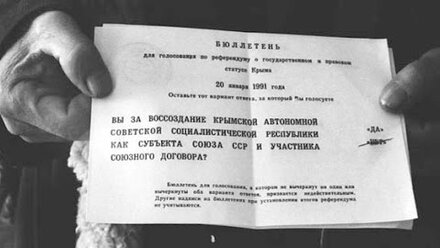 БЮЛЛЕТЕНЬ
для голосования по референдуму о государственном и правовом
статусе Крыма
20 января 1991 года
Оставьте тот вариант ответа, за который Вы голосуете
ВЫ ЗА ВОССОЗДАНИЕ КРЫМСКОЙ АВТОНОМНОЙ
СОВЕТСКОЙ СОЦИАЛИСТИЧЕСКОЙ РЕСПУБЛИКИ «ДА»
КАК СУБЪЕКТА СОЮЗА ССР И УЧАСТНИКА «НЕТ»
СОЮЗНОГО ДОГОВОРА?
Бюллетень для голосования, в котором не вычеркнут ни один или
вычеркнуты оба варианта ответов, признается недействительным.
Другие надписи на бюллетенях при установлении итогов референдума
не учитываются.